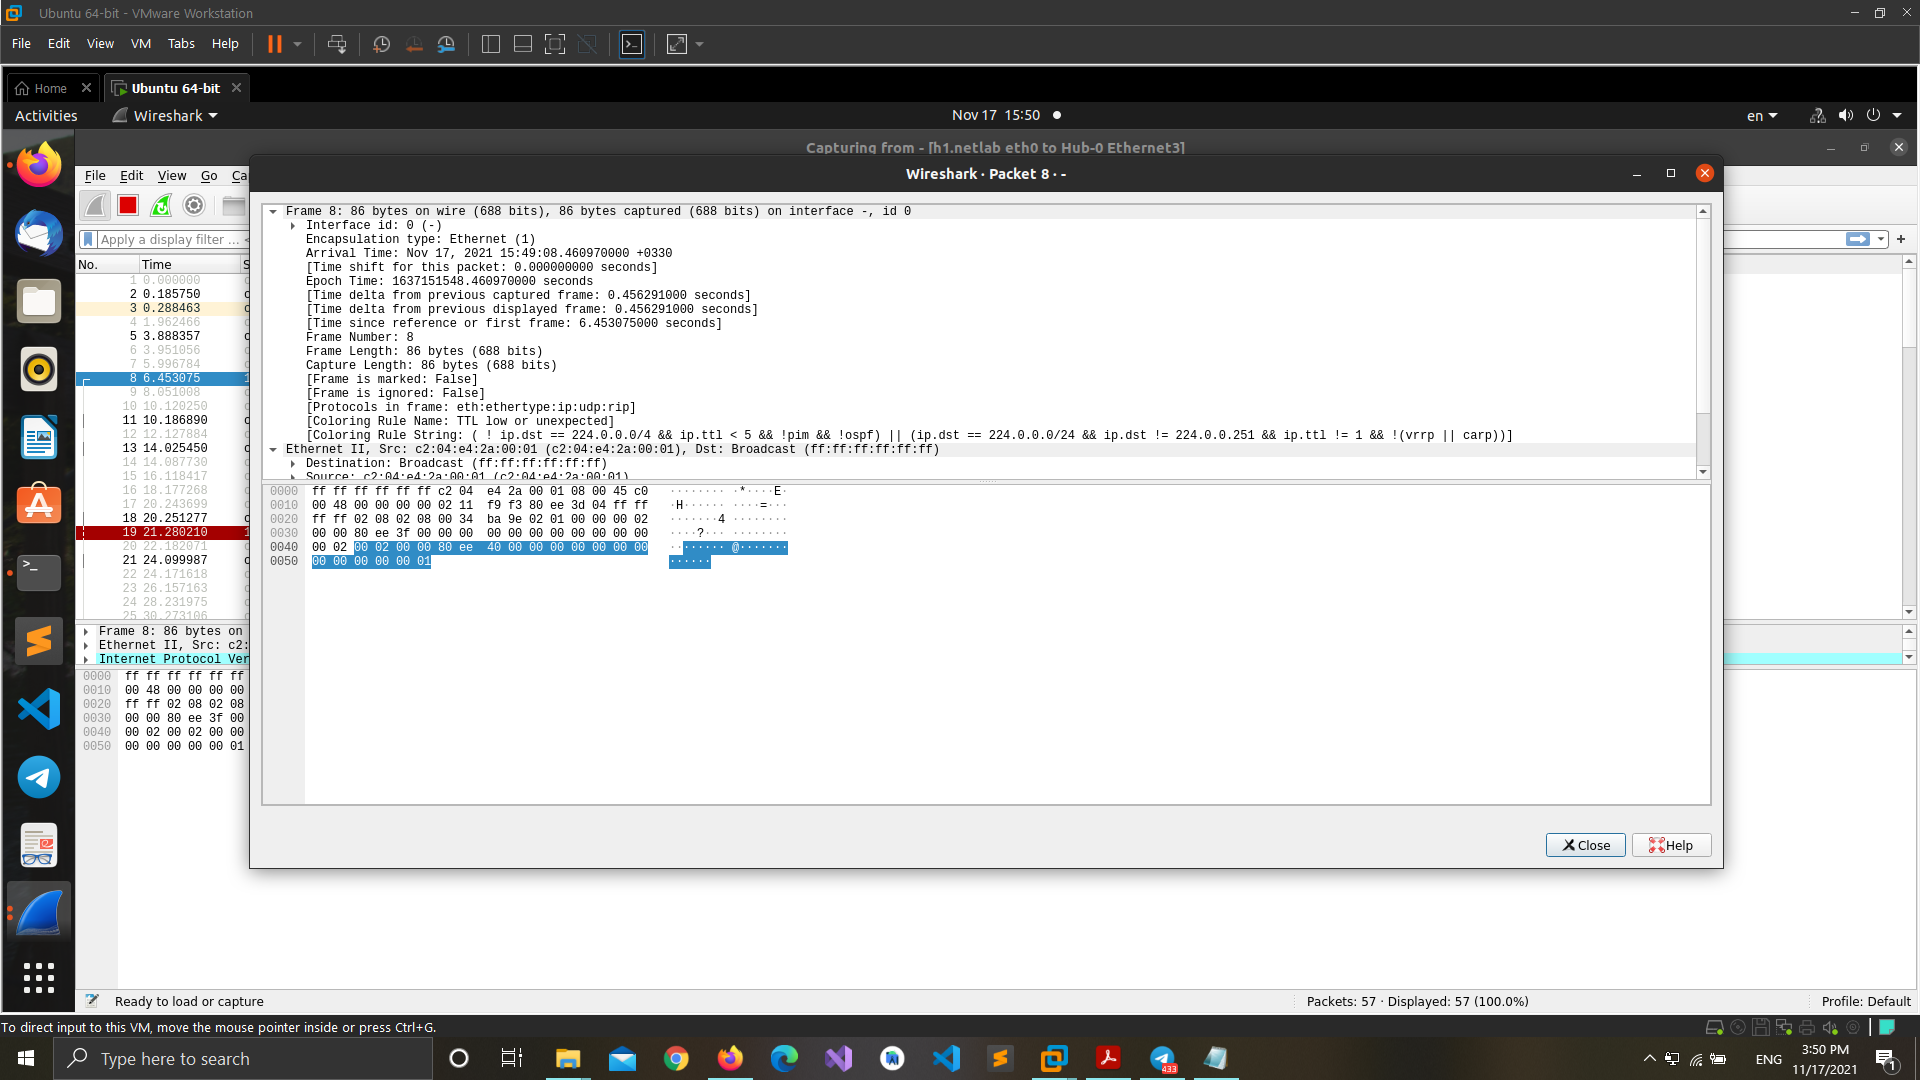 Ubuntu 64-bit - VMware Workstation
File Edit View VM Tabs Help
Home
Ubuntu 64-bit
Activities Wireshark Nov 17 15:50 en
Capturing from - [h1.netlab eth0 to Hub-0 Ethernet3]
File Edit View Go Ca
Wireshark · Packet 8 · -
Apply a display filter ... <
No. Time S
1 0.000000
2 0.185750
3 0.288463
4 1.962466
5 3.888357
6 3.951056
7 5.996784
8 6.453075 1
9 8.051008
10 10.120250
11 10.186890
12 12.127884
13 14.025450
14 14.087730
15 16.118417
16 18.177268
17 20.243699
18 20.251277
19 21.280210 1
20 22.182071
21 24.099987
22 24.171618
23 26.157163
24 28.231975
25 30.273106
Frame 8: 86 bytes on wire (688 bits), 86 bytes captured (688 bits) on interface -, id 0
Interface id: 0 (-)
Encapsulation type: Ethernet (1)
Arrival Time: Nov 17, 2021 15:49:08.460970000 +0330
[Time shift for this packet: 0.000000000 seconds]
Epoch Time: 1637151548.460970000 seconds
[Time delta from previous captured frame: 0.456291000 seconds]
[Time delta from previous displayed frame: 0.456291000 seconds]
[Time since reference or first frame: 6.453075000 seconds]
Frame Number: 8
Frame Length: 86 bytes (688 bits)
Capture Length: 86 bytes (688 bits)
[Frame is marked: False]
[Frame is ignored: False]
[Protocols in frame: eth:ethertype:ip:udp:rip]
[Coloring Rule Name: TTL low or unexpected]
[Coloring Rule String: ( ! ip.dst == 224.0.0.0/4 && ip.ttl < 5 && !pim && !ospf) || (ip.dst == 224.0.0.0/24 && ip.dst != 224.0.0.251 && ip.ttl != 1 && !(vrrp || carp))]
Ethernet II, Src: c2:04:e4:2a:00:01 (c2:04:e4:2a:00:01), Dst: Broadcast (ff:ff:ff:ff:ff:ff)
Destination: Broadcast (ff:ff:ff:ff:ff:ff)
Source: c2:04:e4:2a:00:01 (c2:04:e4:2a:00:01)
0000 ff ff ff ff ff ff c2 04 e4 2a 00 01 08 00 45 c0 ········ ·*····E·
0010 00 48 00 00 00 00 02 11 f9 f3 80 ee 3d 04 ff ff ·H······ ····=···
0020 ff ff 02 08 02 08 00 34 ba 9e 02 01 00 00 00 02 ·······4 ········
0030 00 00 80 ee 3f 00 00 00 00 00 00 00 00 00 00 00 ····?··· ········
0040 00 02 00 02 00 00 80 ee 40 00 00 00 00 00 00 00 ········ @·······
0050 00 00 00 00 00 01 ······
Close Help
Frame 8: 86 bytes on
Ethernet II, Src: c2:
Internet Protocol Ver
0000 ff ff ff ff ff ff
0010 00 48 00 00 00 00
0020 ff ff 02 08 02 08
0030 00 00 80 ee 3f 00
0040 00 02 00 02 00 00
0050 00 00 00 00 00 01
Ready to load or capture Packets: 57 · Displayed: 57 (100.0%) Profile: Default
To direct input to this VM, move the mouse pointer inside or press Ctrl+G.
Type here to search
433
ENG
3:50 PM
11/17/2021
1